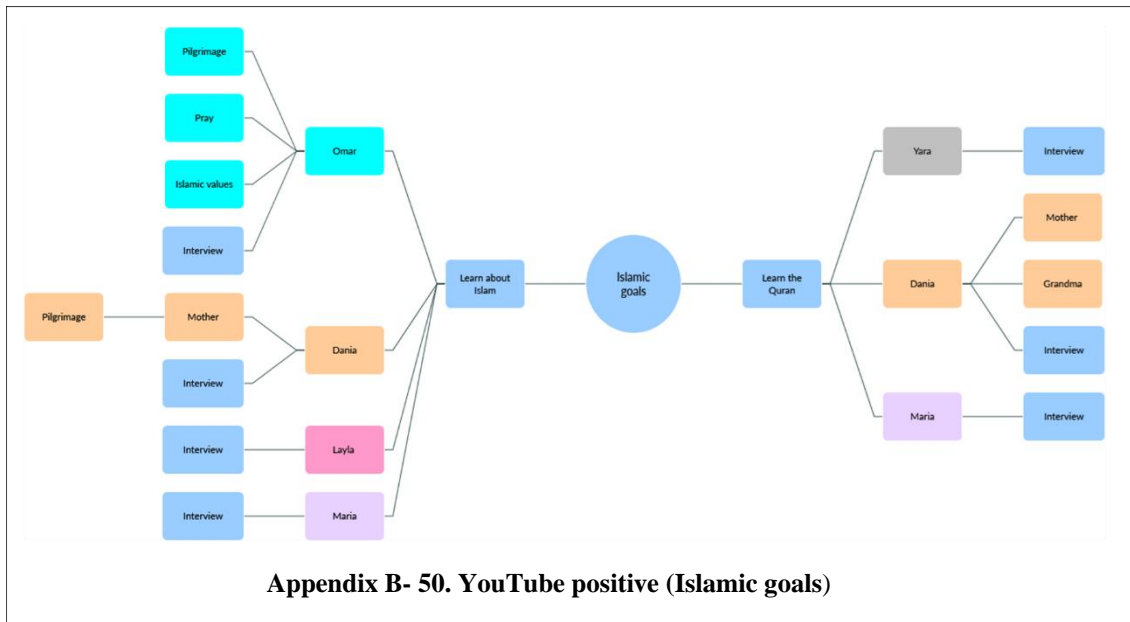 Pilgrimage
Pray
Islamic values
Interview
Omar
Pilgrimage
Mother
Interview
Dania
Interview
Layla
Interview
Maria
Learn about
Islam
Islamic
goals
Learn the
Quran
Yara
Interview
Dania
Mother
Grandma
Interview
Maria
Interview
Appendix B- 50. YouTube positive (Islamic goals)